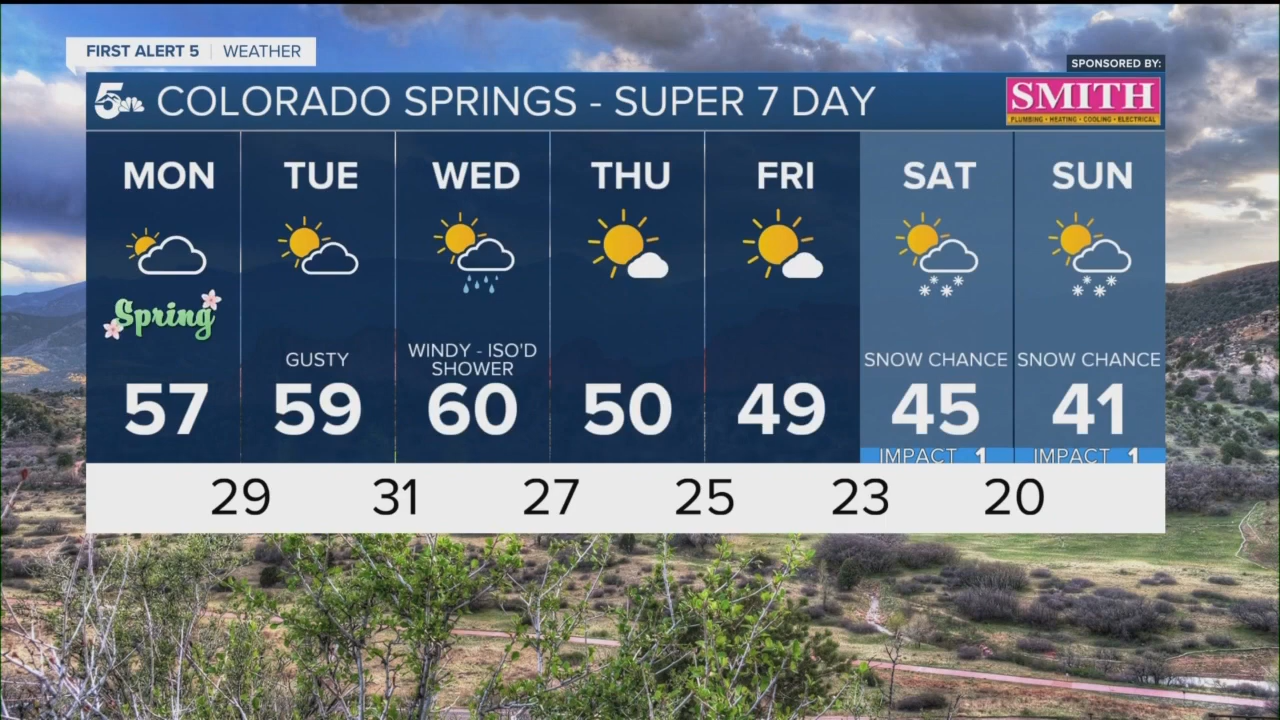 FIRST ALERT 5 | WEATHER
SPONSORED BY:
5 COLORADO SPRINGS - SUPER 7 DAY
SMITH
PLUMBING • HEATING • COOLING • ELECTRICAL
MON TUE WED THU FRI SAT SUN
Spring
GUSTY WINDY - ISO'D SHOWER SNOW CHANCE SNOW CHANCE
57 59 60 50 49 45 41
IMPACT 1 IMPACT 1
29 31 27 25 23 20